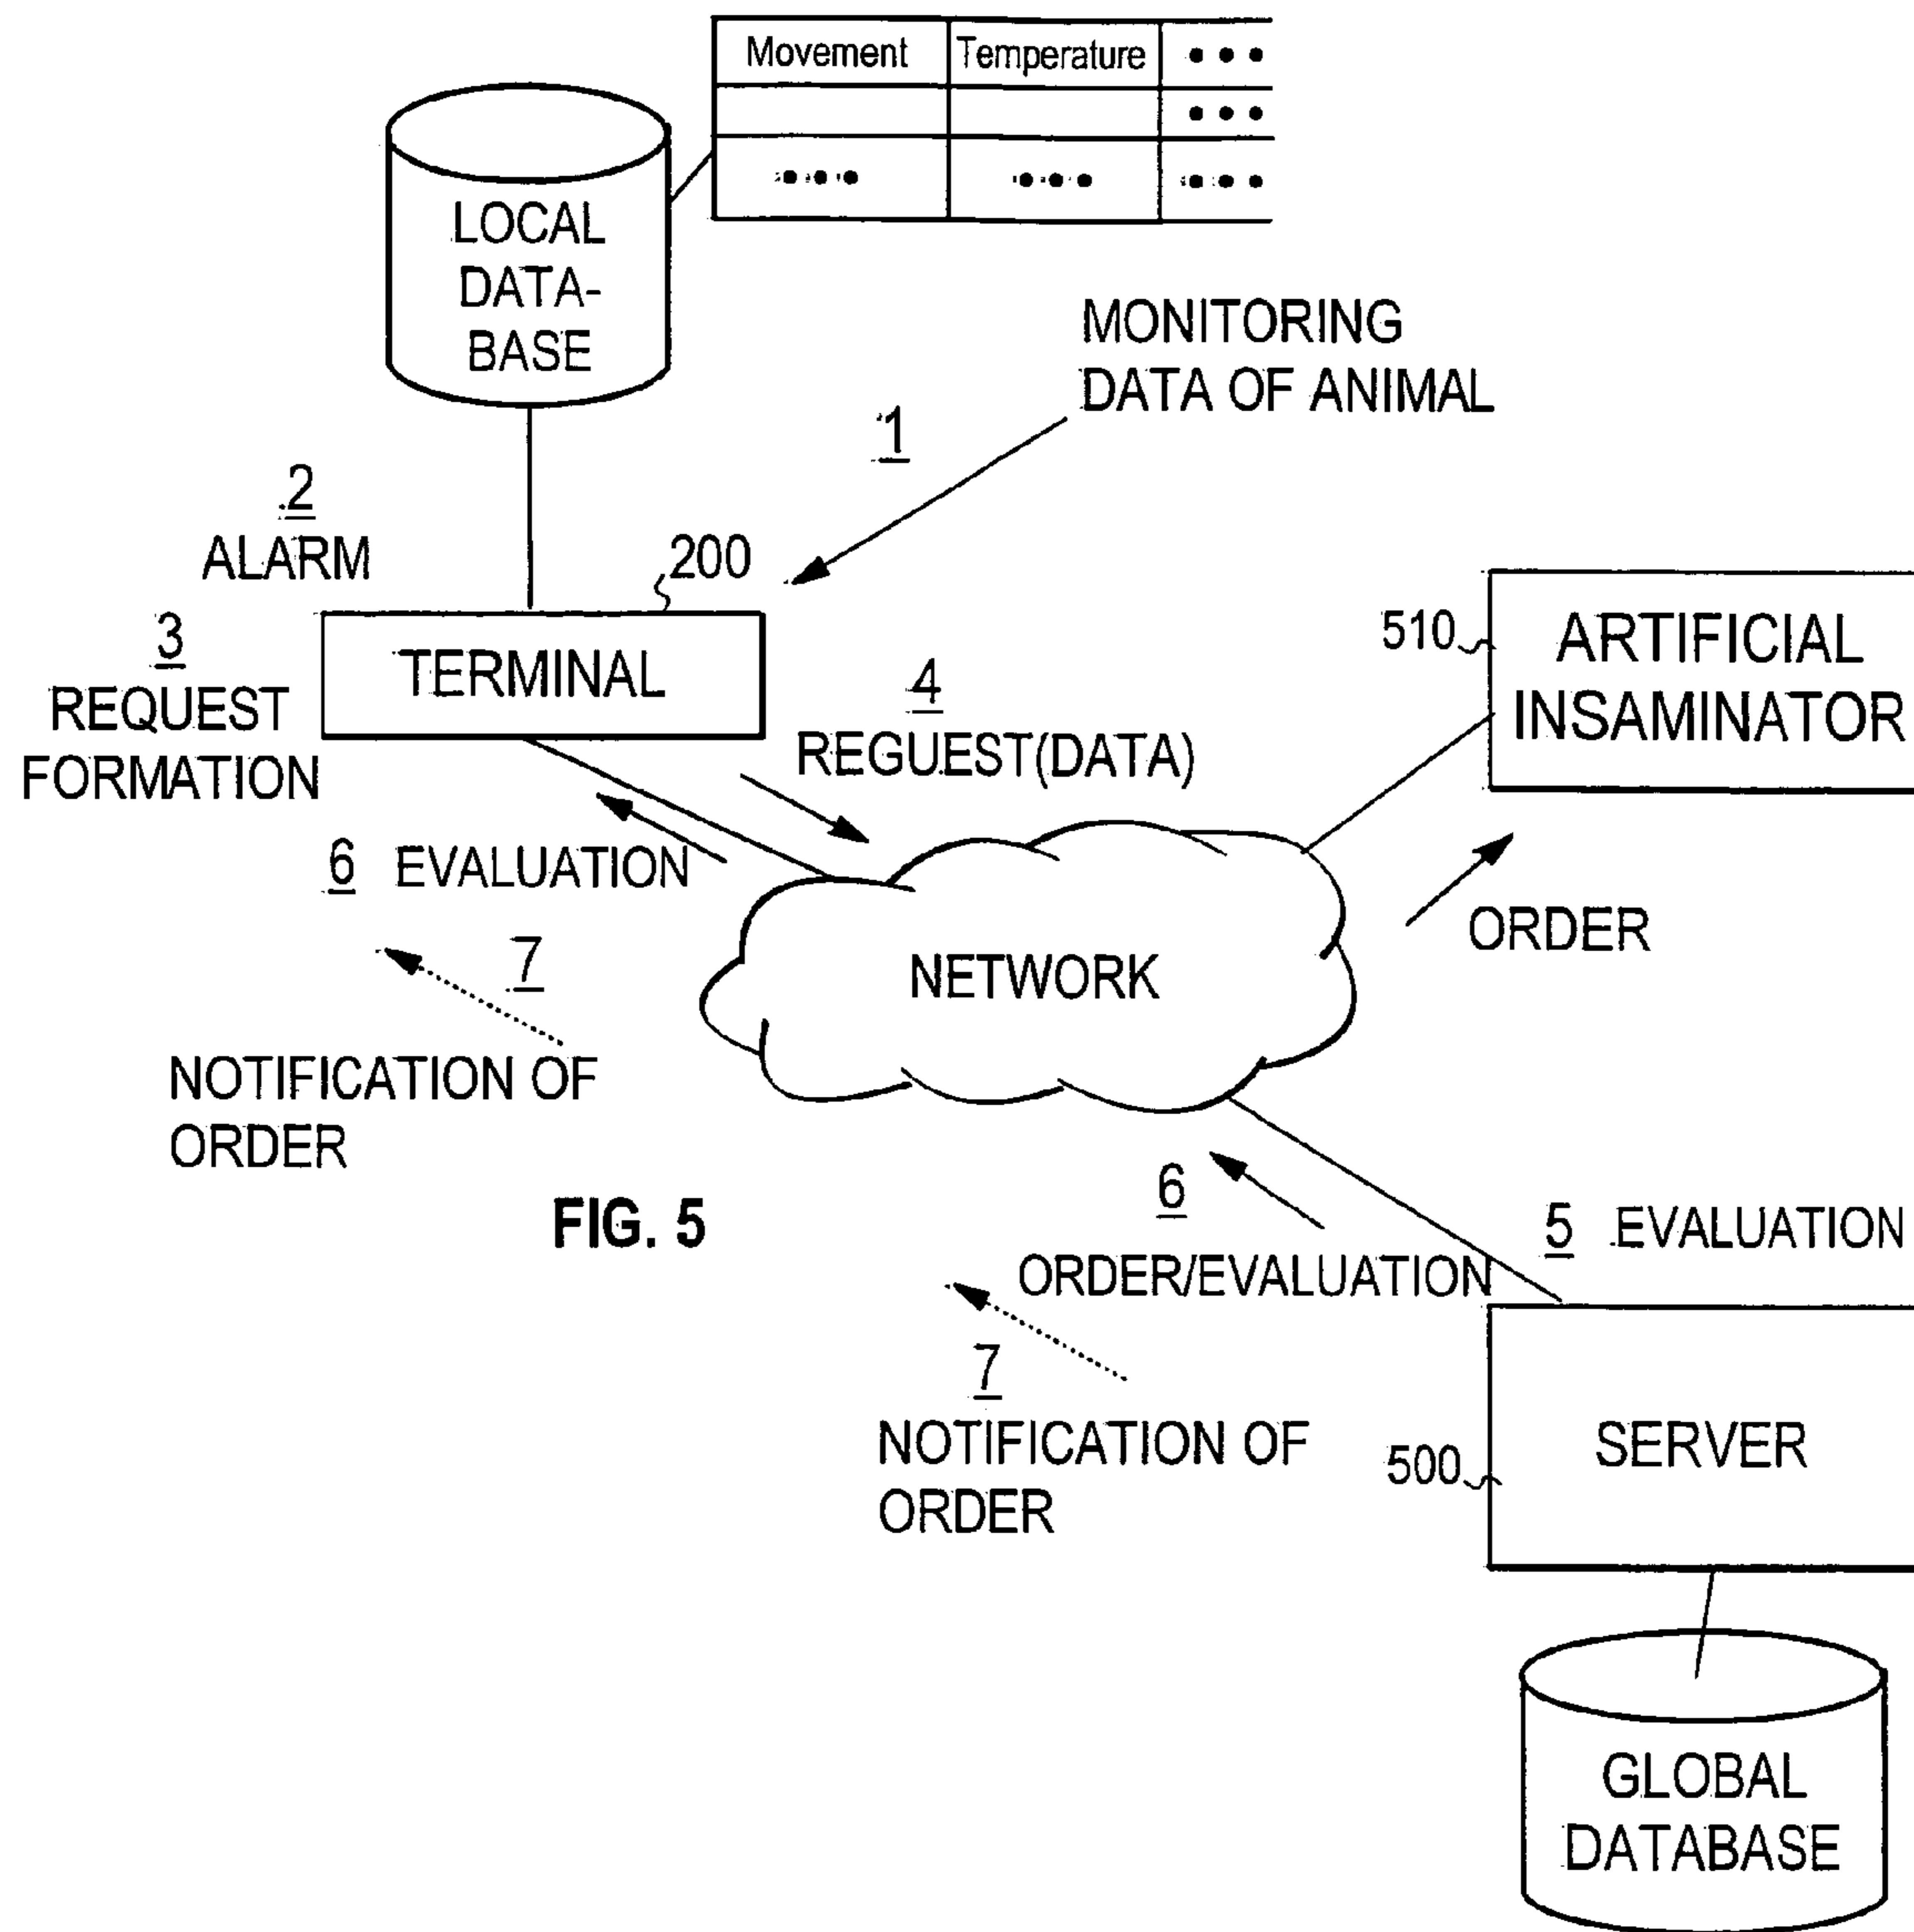 Movement Temperature •••
•••
••• ••• •••
LOCAL
DATA-
BASE
MONITORING
DATA OF ANIMAL
1
2
ALARM
200
3
REQUEST
FORMATION
TERMINAL
4
REGUEST(DATA)
510
ARTIFICIAL
INSAMINATOR
6 EVALUATION
ORDER
7
NOTIFICATION OF
ORDER
NETWORK
FIG. 5
6
ORDER/EVALUATION
5 EVALUATION
7
NOTIFICATION OF
ORDER
500
SERVER
GLOBAL
DATABASE